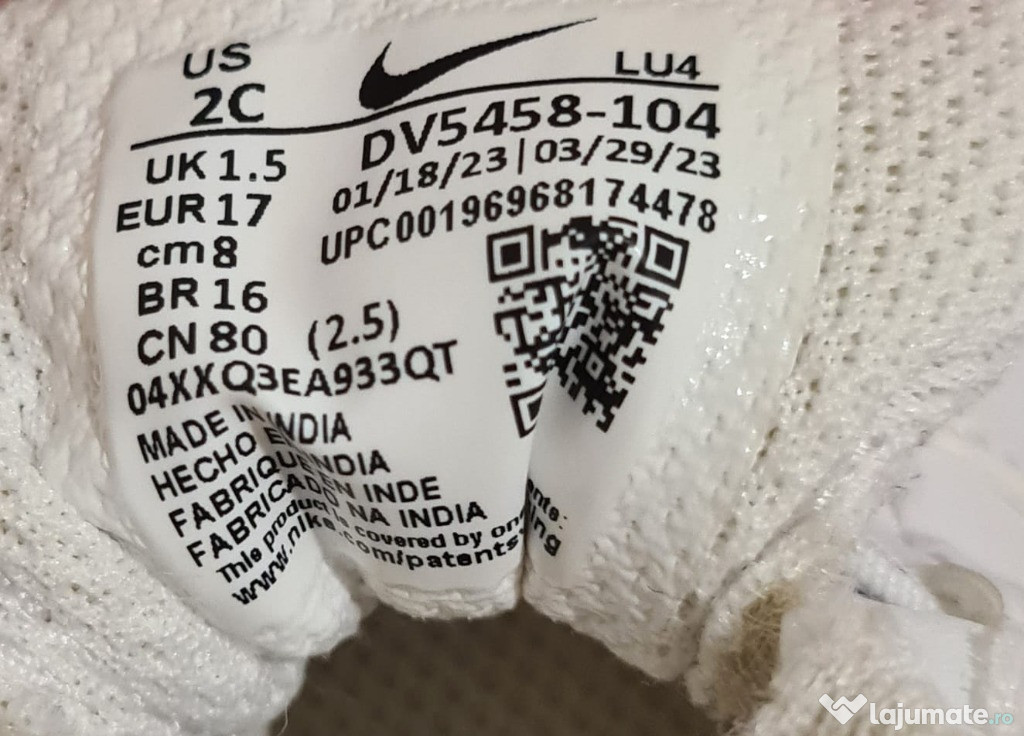 US
2C
LU4
DV5458-104
01/18/23 | 03/29/23
UPC00196968174478
UK 1.5
EUR 17
cm 8
BR 16
CN 80 (2.5)
04XXQ3EA933QT
MADE IN INDIA
HECHO EN INDIA
FABRIQUE EN INDE
FABRICADO NA INDIA
This product is covered by one
www.nike.com/patents
lajumate.ro